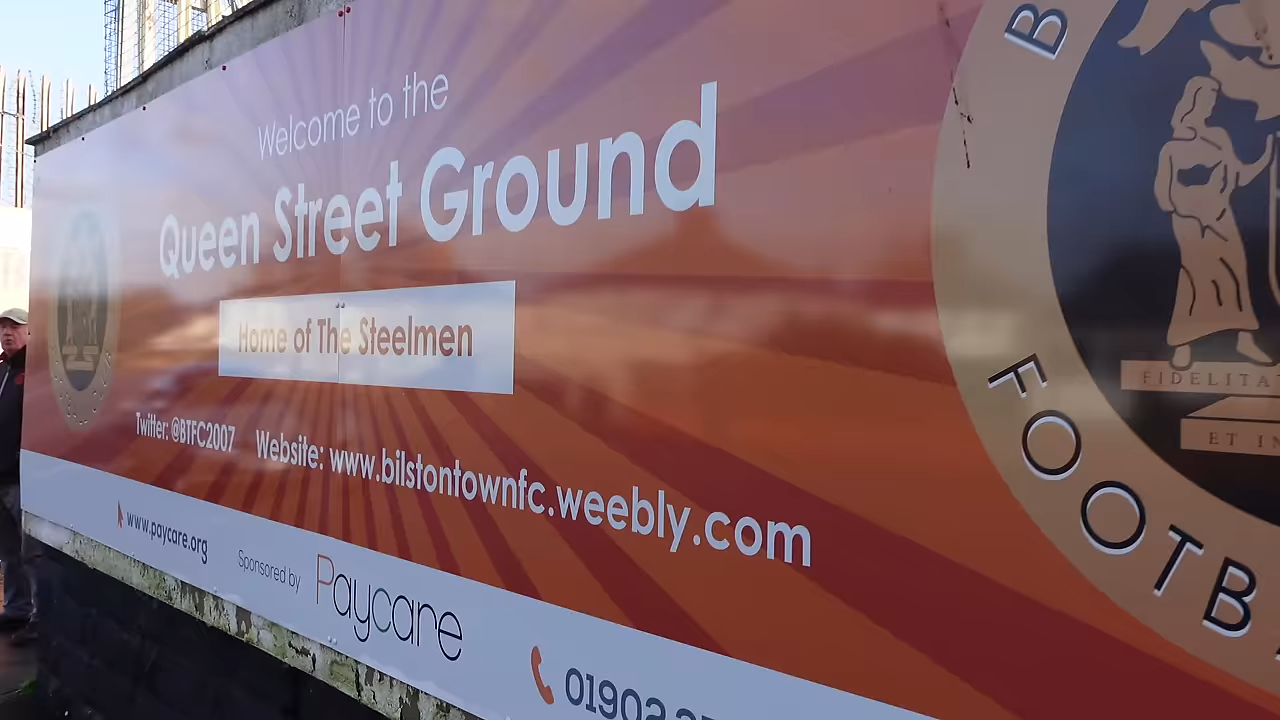 Welcome to the
Queen Street Ground
Home of The Steelmen
Twitter: @BTFC2007 Website: www.bilstontownfc.weebly.com
www.paycare.org Sponsored by Paycare 01902
B
FOOTB
FIDELITA
ET IN